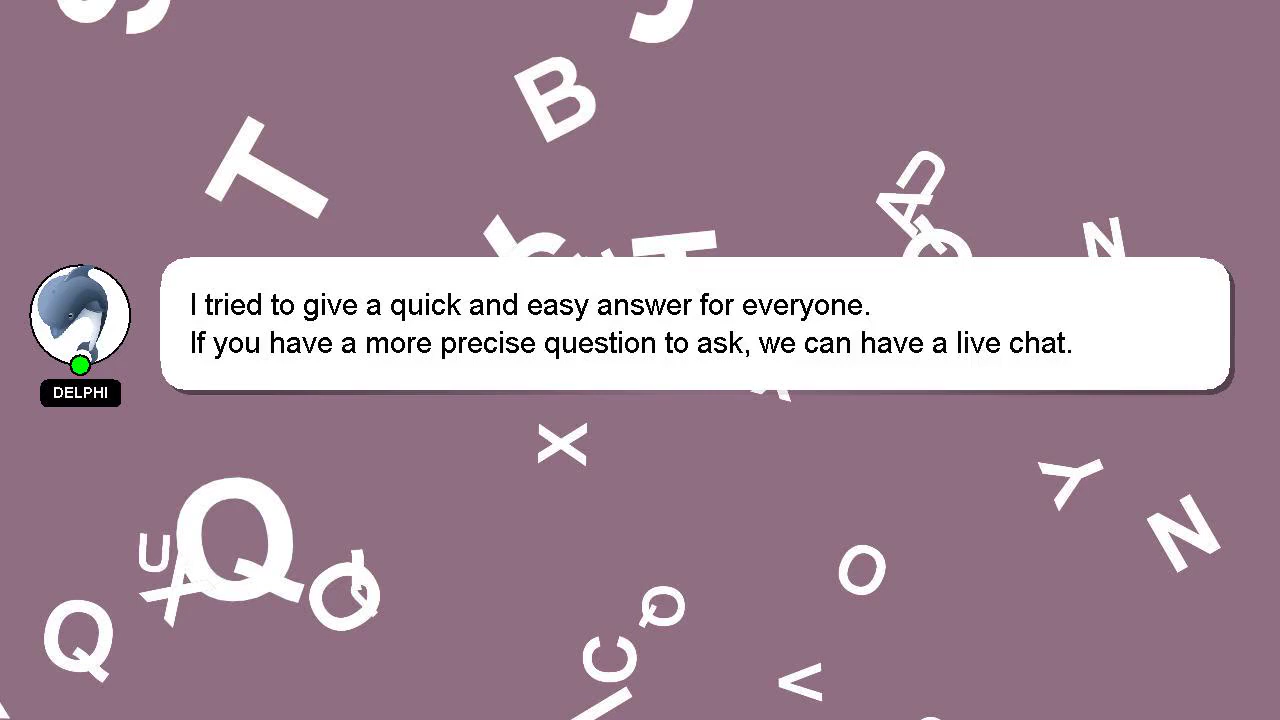 I tried to give a quick and easy answer for everyone.
If you have a more precise question to ask, we can have a live chat.
DELPHI
B
T
U
A
N
T
X
Y
N
Q
U
X
Q
O
Q
Q
C
V